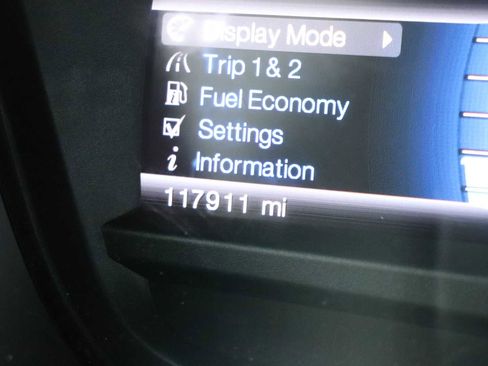 Display Mode
Trip 1 & 2
Fuel Economy
Settings
i Information
117911 mi